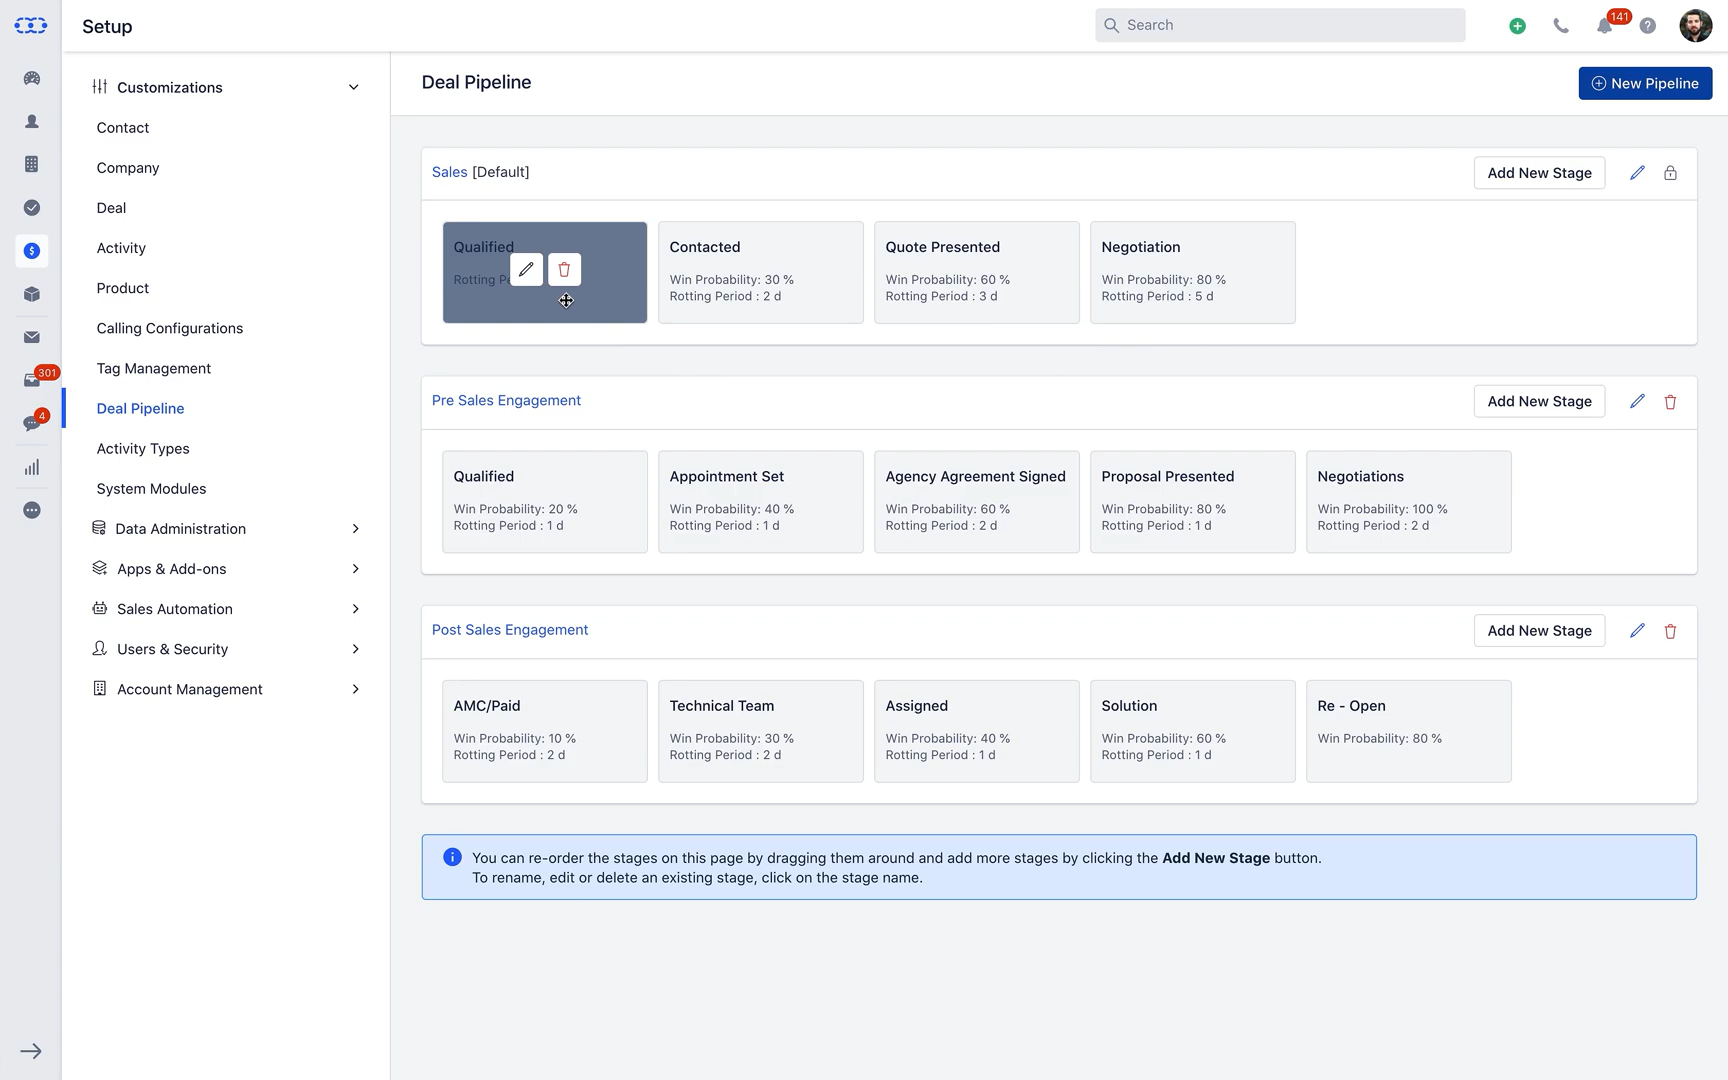 Setup
Search
141
301
4
Customizations
Contact
Company
Deal
Activity
Product
Calling Configurations
Tag Management
Deal Pipeline
Activity Types
System Modules
Data Administration
Apps & Add-ons
Sales Automation
Users & Security
Account Management
Deal Pipeline
New Pipeline
Sales [Default]
Add New Stage
Qualified
Rotting
Contacted
Win Probability: 30 %
Rotting Period : 2 d
Quote Presented
Win Probability: 60 %
Rotting Period : 3 d
Negotiation
Win Probability: 80 %
Rotting Period : 5 d
Pre Sales Engagement
Add New Stage
Qualified
Win Probability: 20 %
Rotting Period : 1 d
Appointment Set
Win Probability: 40 %
Rotting Period : 1 d
Agency Agreement Signed
Win Probability: 60 %
Rotting Period : 2 d
Proposal Presented
Win Probability: 80 %
Rotting Period : 1 d
Negotiations
Win Probability: 100 %
Rotting Period : 2 d
Post Sales Engagement
Add New Stage
AMC/Paid
Win Probability: 10 %
Rotting Period : 2 d
Technical Team
Win Probability: 30 %
Rotting Period : 2 d
Assigned
Win Probability: 40 %
Rotting Period : 1 d
Solution
Win Probability: 60 %
Rotting Period : 1 d
Re - Open
Win Probability: 80 %
You can re-order the stages on this page by dragging them around and add more stages by clicking the Add New Stage button.
To rename, edit or delete an existing stage, click on the stage name.